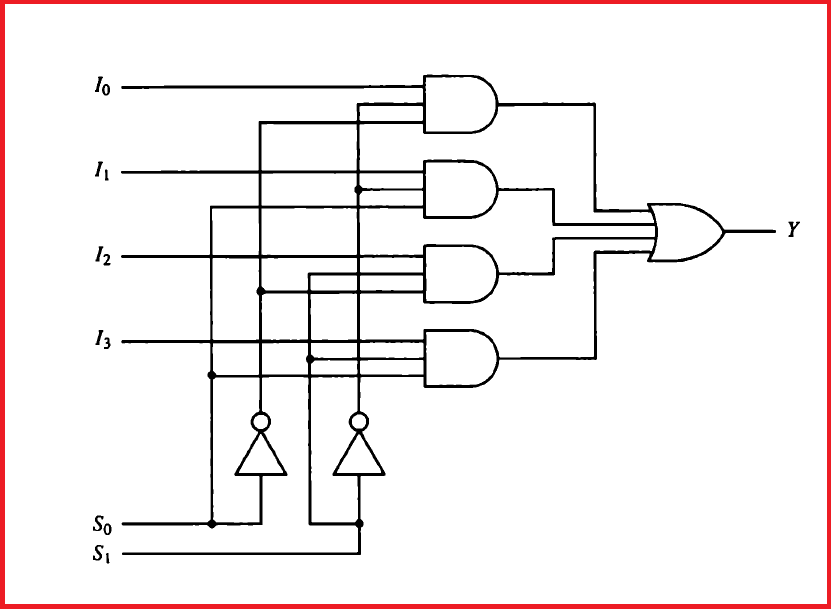 I₀
I₁
I₂
I₃
Y
S₀
S₁